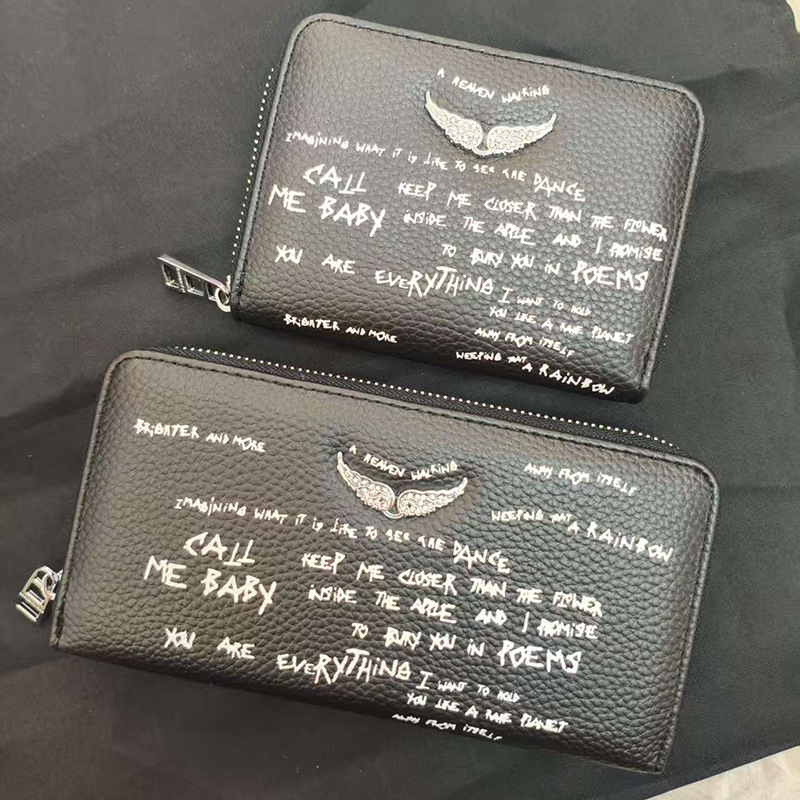 A HEAVEN WALKING
IMAGINING WHAT IT IS LIKE TO SEE THE DANCE
CALL
ME BABY
KEEP ME CLOSER THAN THE FLOWER
INSIDE THE APPLE AND I PROMISE
TO BURY YOU IN POEMS
YOU ARE EVERYTHING
I WANT TO HOLD
YOU LIKE A RARE PLANET
BRIGHTER AND MORE
AWAY FROM ITSELF
WEEPING THAT A RAINBOW
BRIGHTER AND MORE
A HEAVEN WALKING
AWAY FROM ITSELF
IMAGINING WHAT IT IS LIKE TO SEE THE DANCE
WEEPING THAT A RAINBOW
CALL
ME BABY
KEEP ME CLOSER THAN THE FLOWER
INSIDE THE APPLE AND I PROMISE
TO BURY YOU IN POEMS
YOU ARE EVERYTHING
I WANT TO HOLD
YOU LIKE A RARE PLANET
AWAY FROM ITSELF